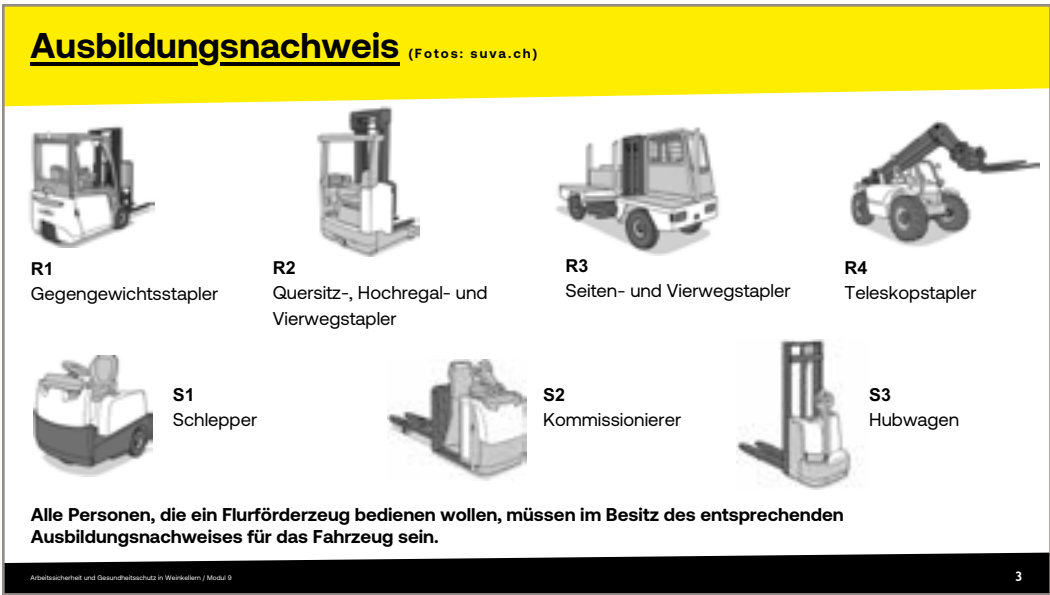 Ausbildungsnachweis (Fotos: suva.ch)
R1
Gegengewichtsstapler
R2
Quersitz-, Hochregal- und
Vierwegstapler
R3
Seiten- und Vierwegstapler
R4
Teleskopstapler
S1
Schlepper
S2
Kommissionierer
S3
Hubwagen
Alle Personen, die ein Flurförderzeug bedienen wollen, müssen im Besitz des entsprechenden
Ausbildungsnachweises für das Fahrzeug sein.
Arbeitssicherheit und Gesundheitsschutz in Weinkellern / Modul 9
3